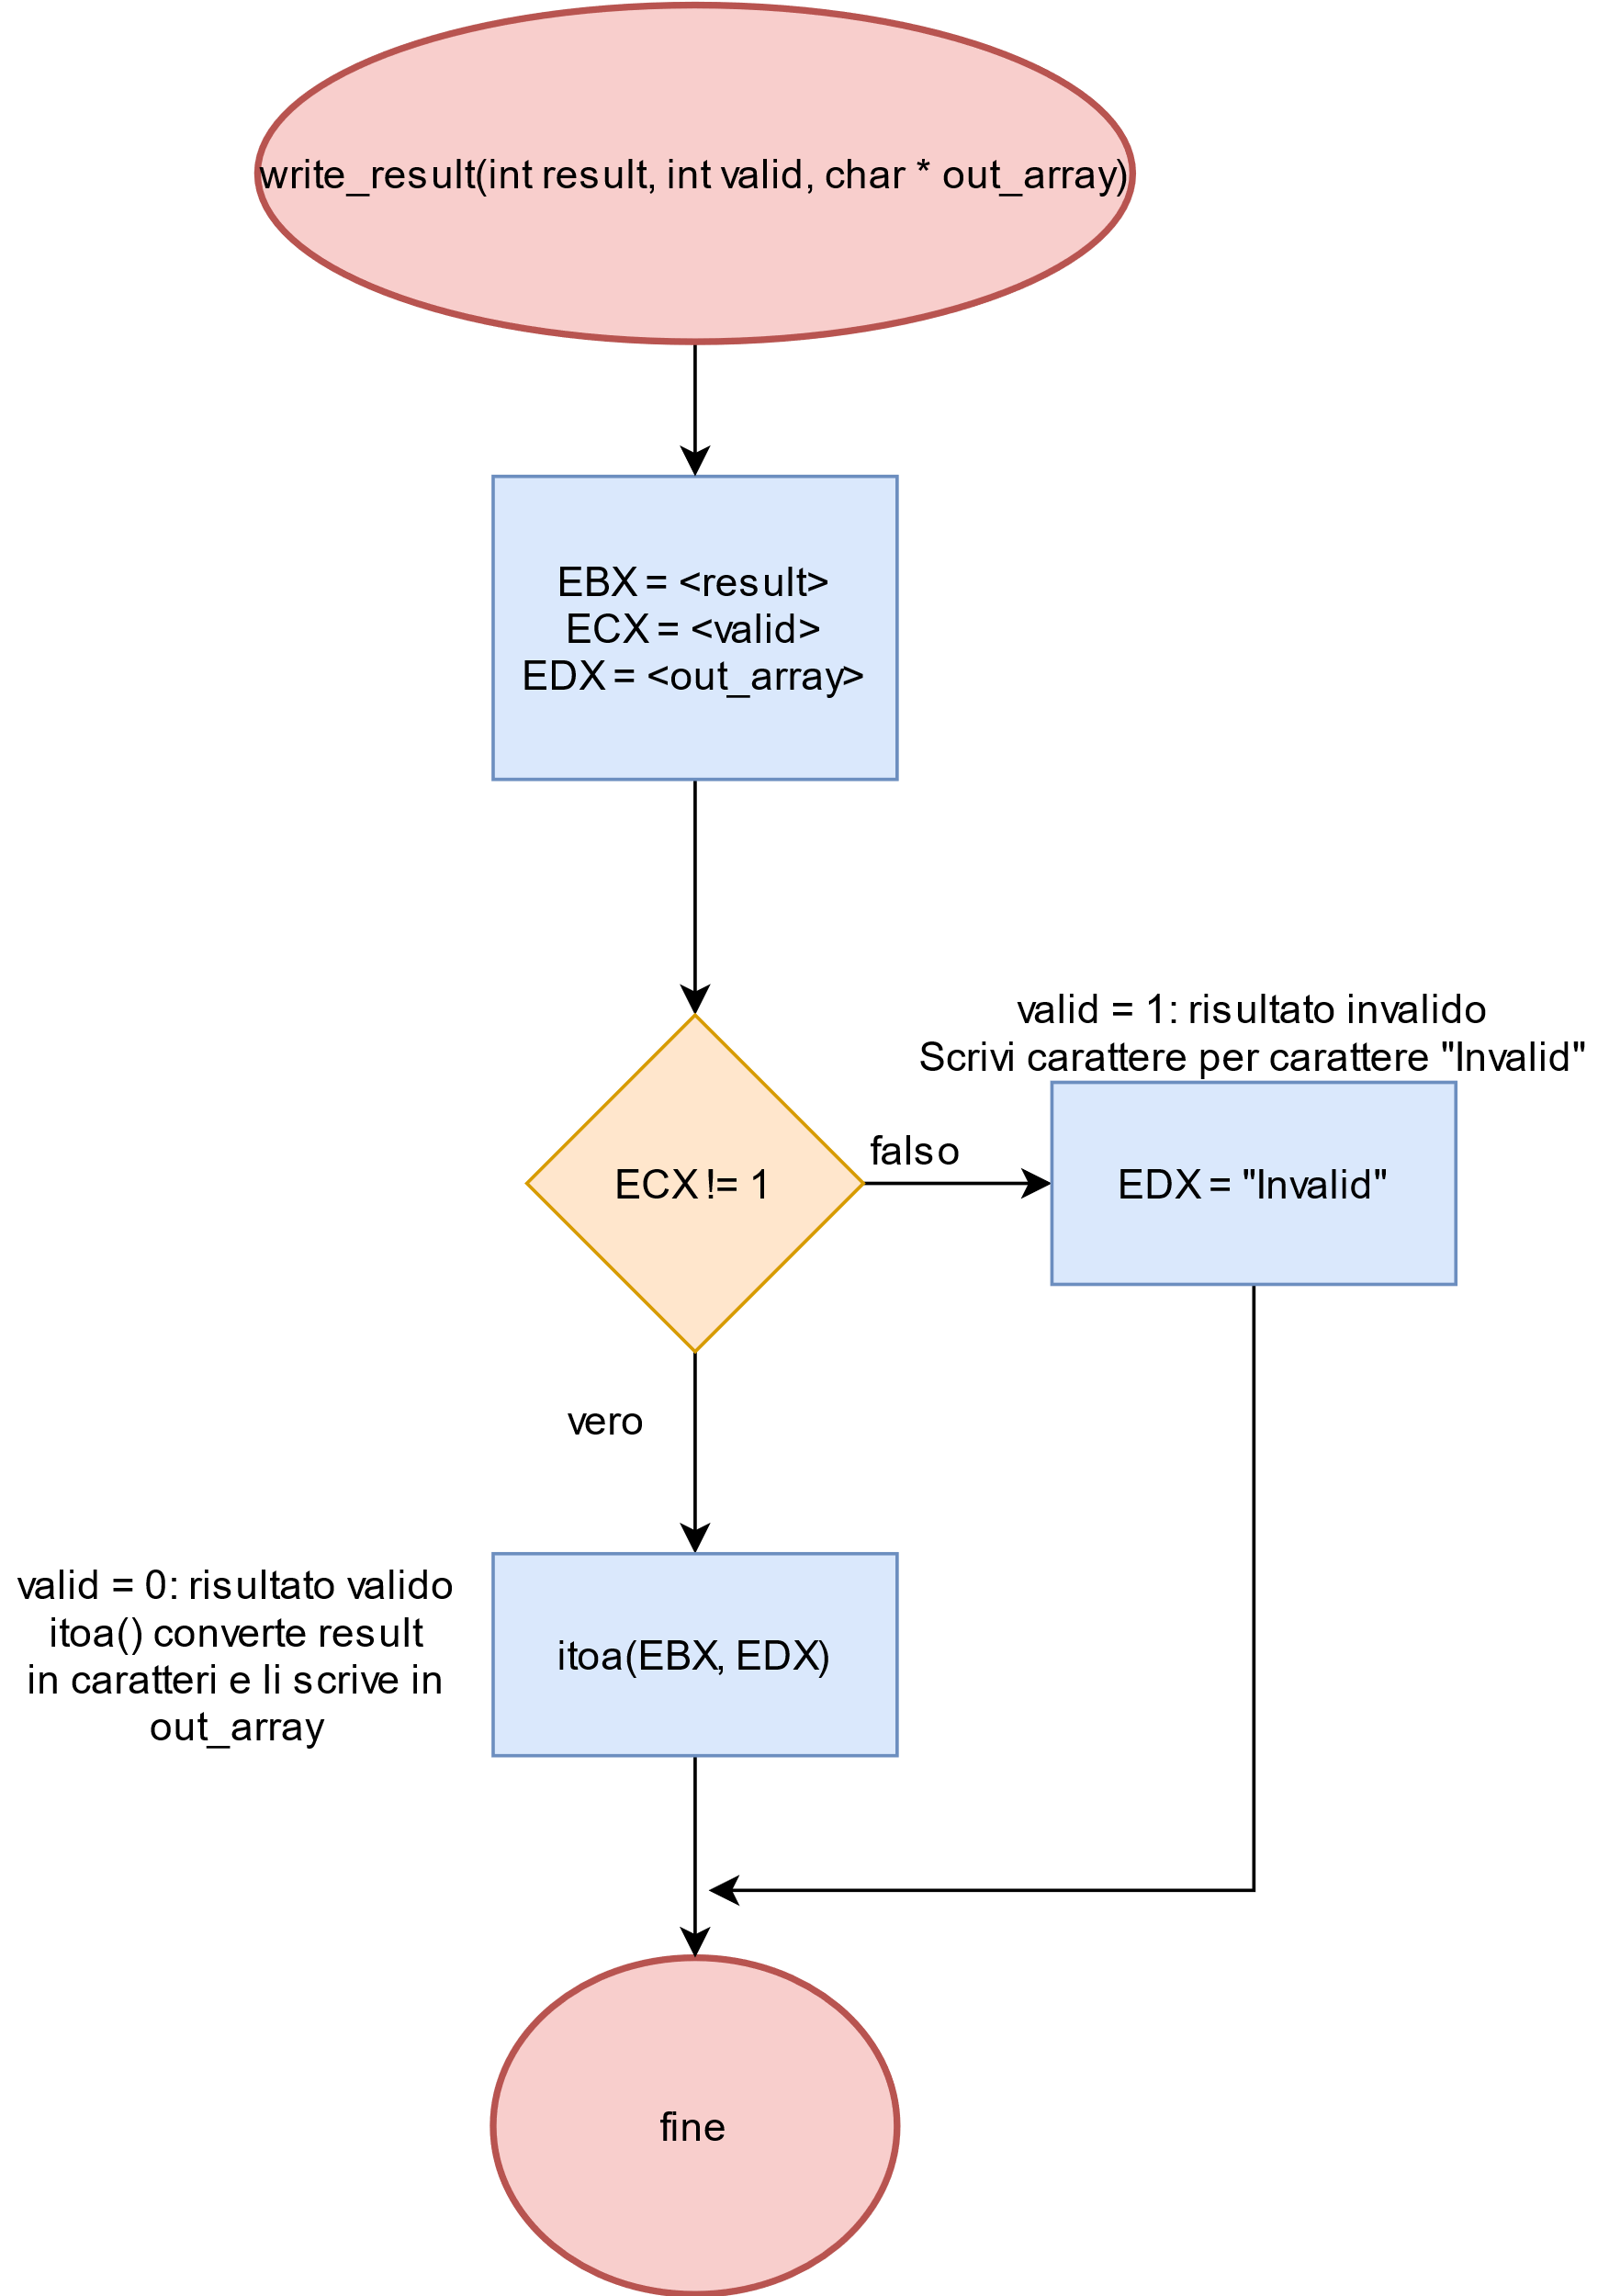 write_result(int result, int valid, char * out_array)
EBX = <result>
ECX = <valid>
EDX = <out_array>
valid = 1: risultato invalido
Scrivi carattere per carattere "Invalid"
falso
ECX != 1
EDX = "Invalid"
vero
valid = 0: risultato valido
itoa() converte result
in caratteri e li scrive in
out_array
itoa(EBX, EDX)
fine